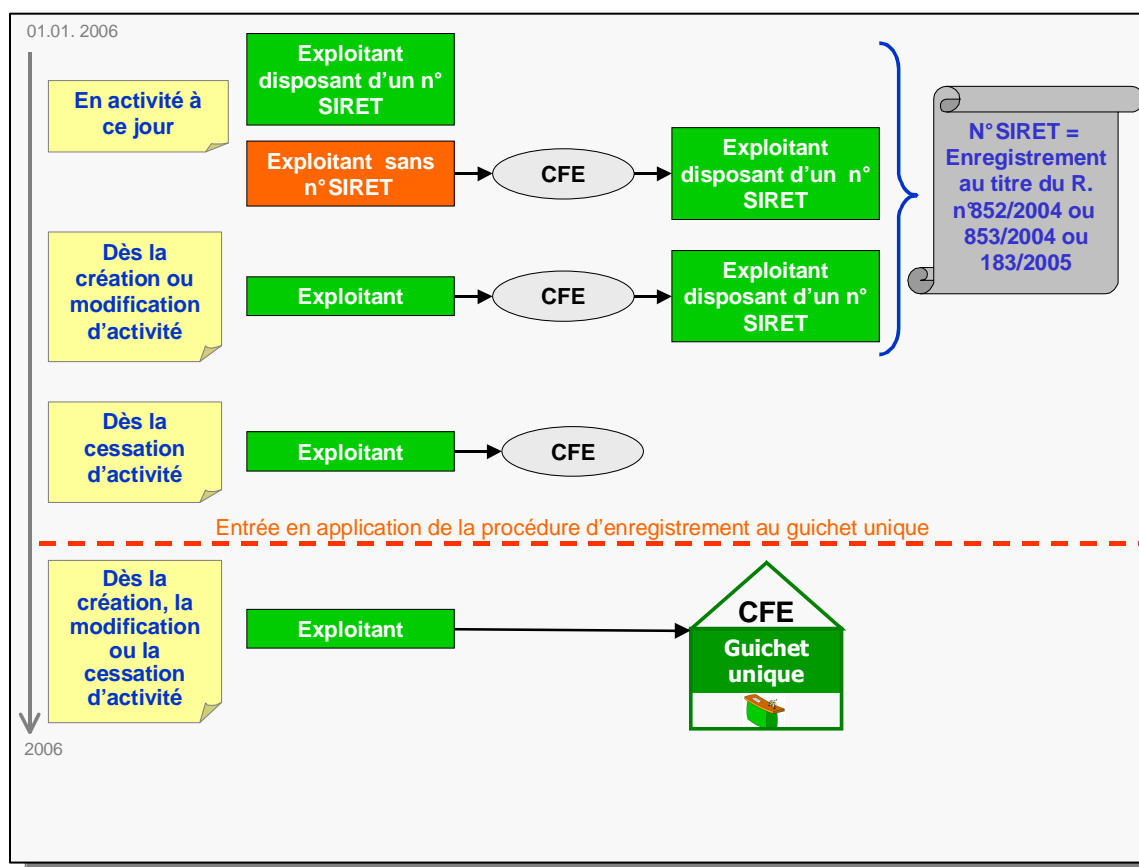 01.01. 2006
En activité à
ce jour
Exploitant
disposant d'un n°
SIRET
Exploitant sans
n° SIRET
CFE
Exploitant
disposant d'un n°
SIRET
N° SIRET =
Enregistrement
au titre du R.
n°852/2004 ou
853/2004 ou
183/2005
Dès la
création ou
modification
d'activité
Exploitant
CFE
Exploitant
disposant d'un n°
SIRET
Dès la
cessation
d'activité
Exploitant
CFE
Entrée en application de la procédure d'enregistrement au guichet unique
Dès la
création, la
modification
ou la
cessation
d'activité
Exploitant
CFE
Guichet
unique
2006